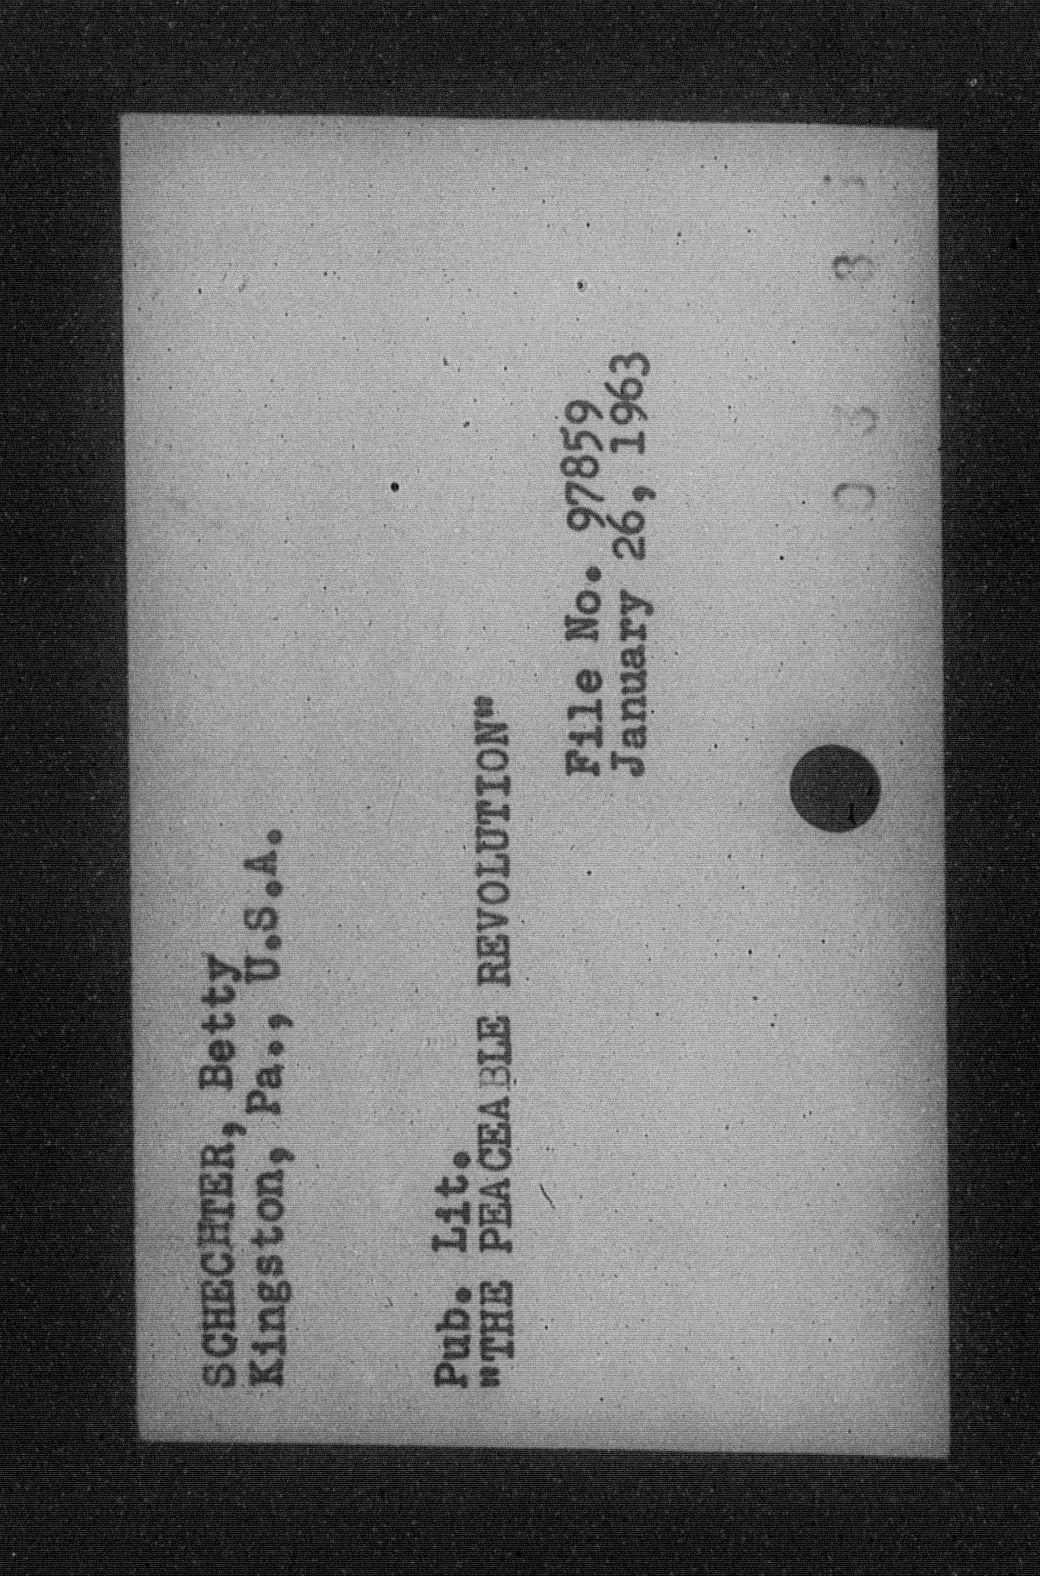 SCHECHTER, Betty
Kingston, Pa., U.S.A.
Pub. Lit.
"THE PEACEABLE REVOLUTION"
File No. 97859
January 26, 1963